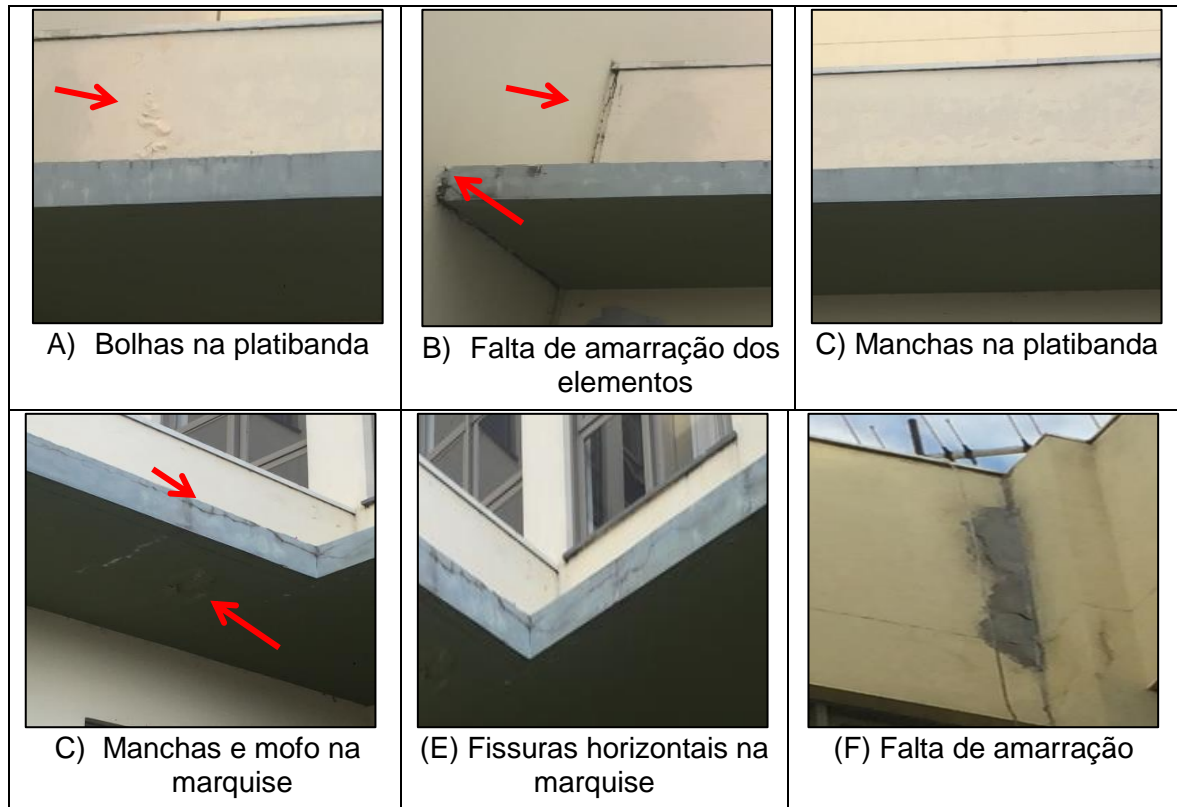 A) Bolhas na platibanda
B) Falta de amarração dos
elementos
C) Manchas na platibanda
C) Manchas e mofo na
marquise
(E) Fissuras horizontais na
marquise
(F) Falta de amarração